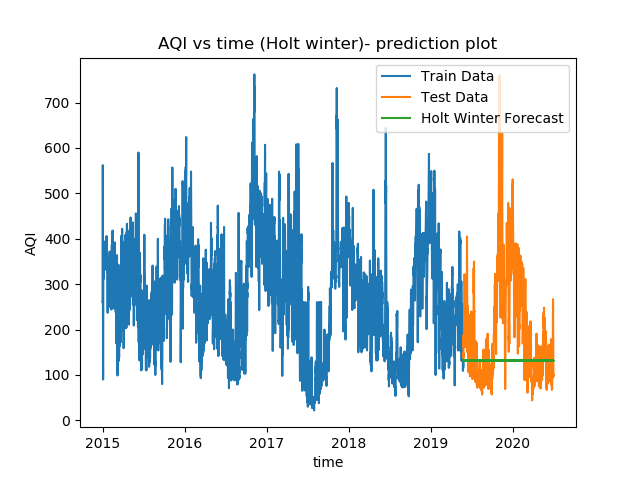 AQI vs time (Holt winter)- prediction plot
Train Data
Test Data
Holt Winter Forecast
700
600
500
400
300
200
100
0
AQI
2015 2016 2017 2018 2019 2020
time